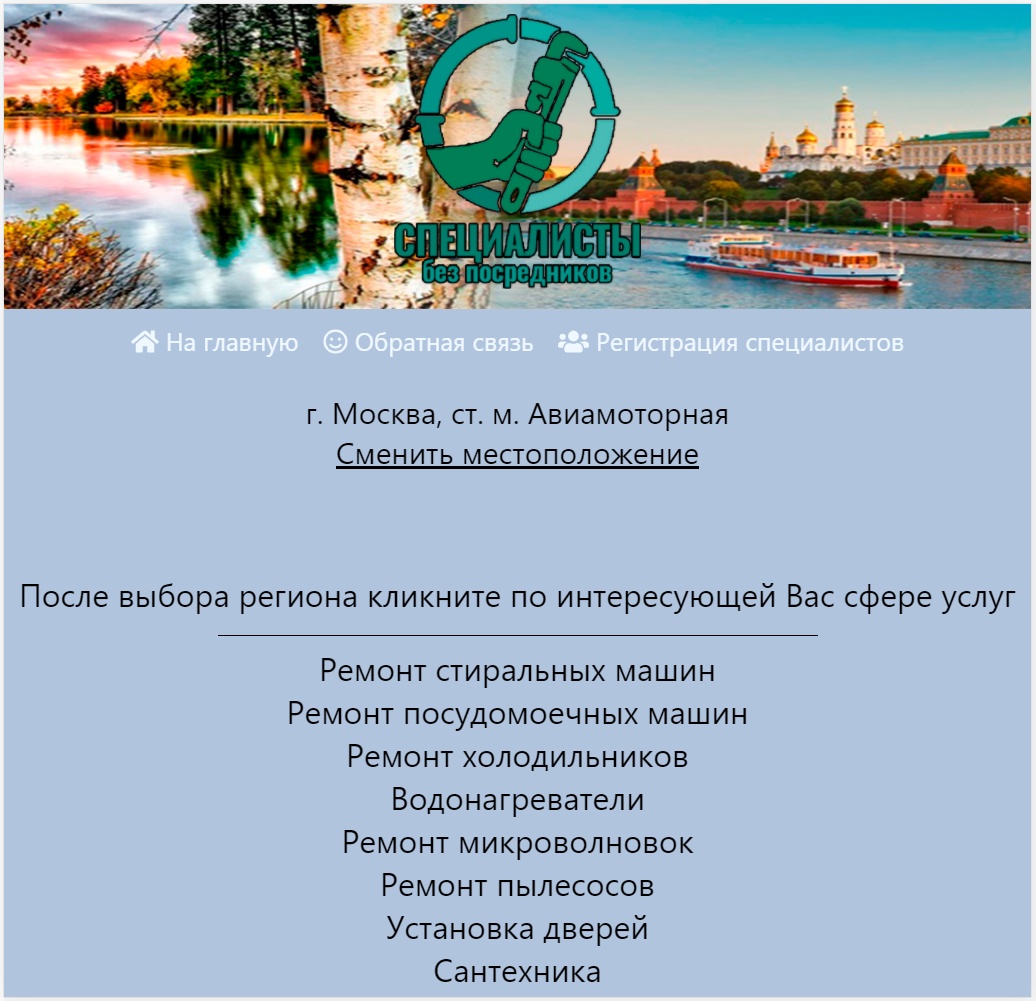 СПЕЦИАЛИСТЫ
без посредников
На главную Обратная связь Регистрация специалистов
г. Москва, ст. м. Авиамоторная
Сменить местоположение
После выбора региона кликните по интересующей Вас сфере услуг
Ремонт стиральных машин
Ремонт посудомоечных машин
Ремонт холодильников
Водонагреватели
Ремонт микроволновок
Ремонт пылесосов
Установка дверей
Сантехника